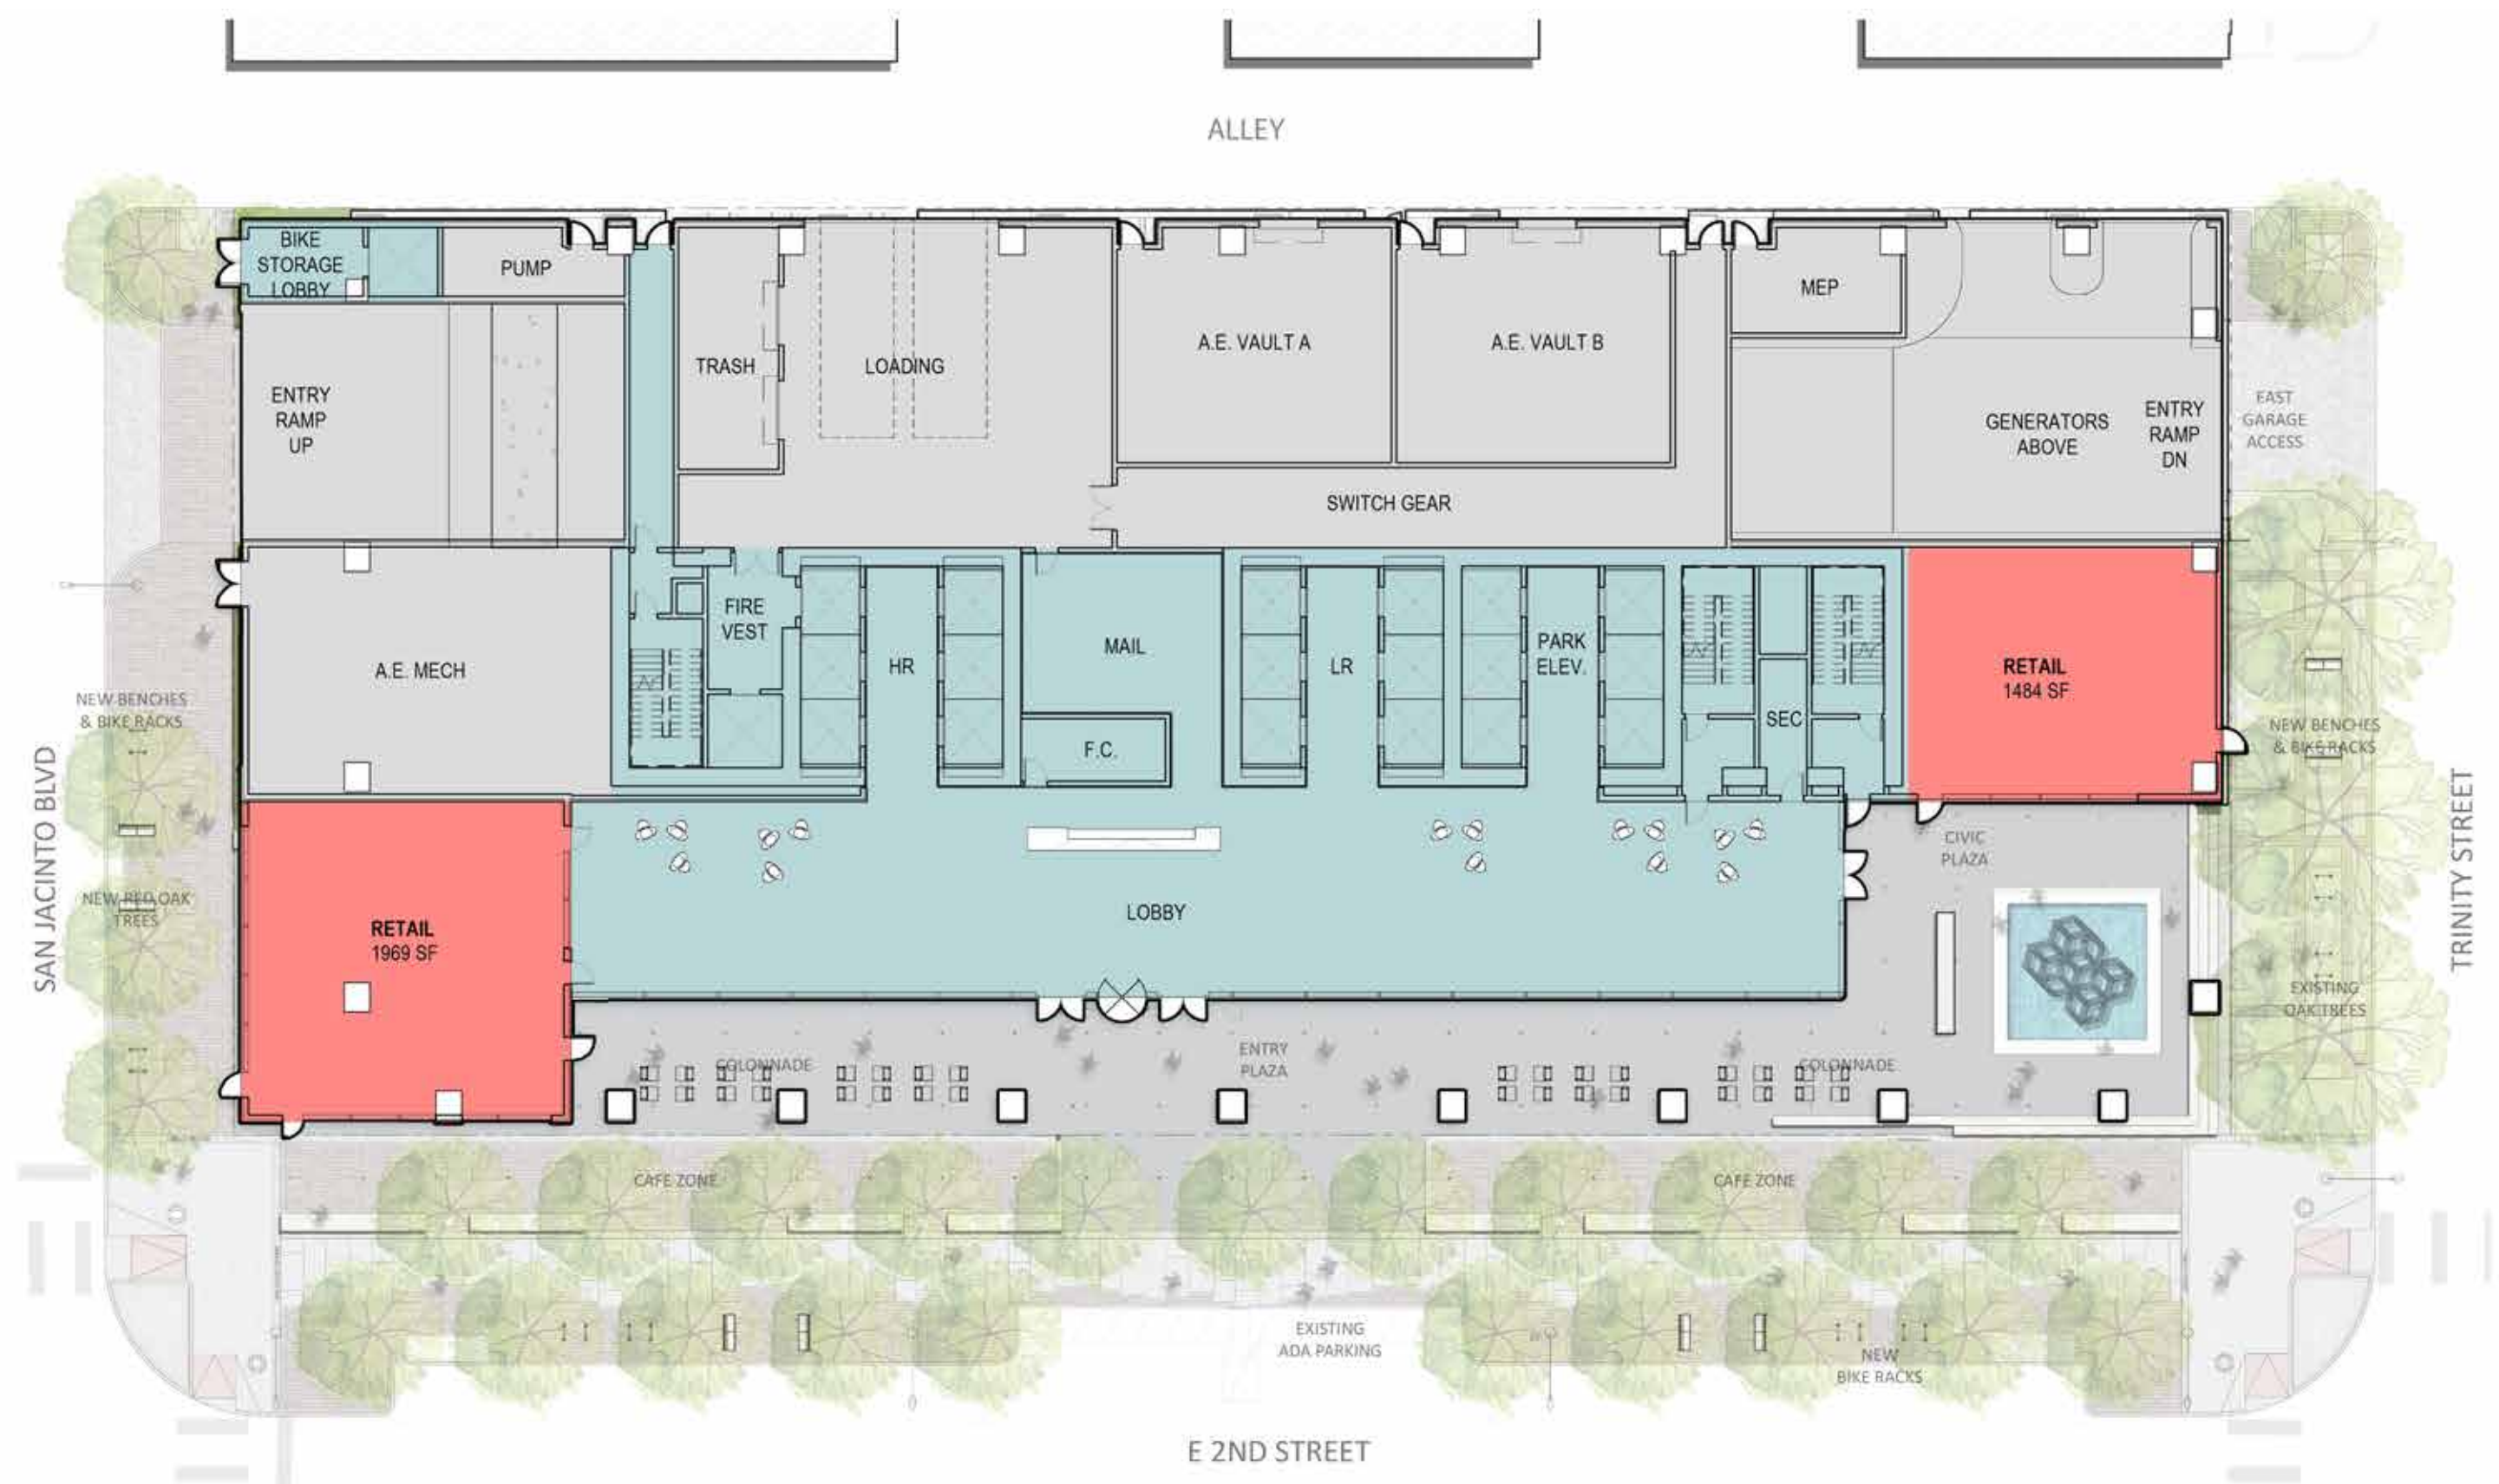 ALLEY
BIKE
STORAGE
LOBBY
PUMP
MEP
A.E. VAULT A
A.E. VAULT B
TRASH
LOADING
ENTRY
RAMP
UP
GENERATORS
ABOVE
ENTRY
RAMP
DN
EAST
GARAGE
ACCESS
SWITCH GEAR
FIRE
VEST
HR
MAIL
LR
PARK
ELEV.
A.E. MECH
RETAIL
1484 SF
NEW BENCHES
& BIKE RACKS
SEC
F.C.
NEW BENCHES
& BIKE RACKS
SAN JACINTO BLVD
TRINITY STREET
CIVIC
PLAZA
NEW RED OAK
TREES
RETAIL
1969 SF
LOBBY
EXISTING
OAK TREES
COLONNADE
ENTRY
PLAZA
COLONNADE
CAFE ZONE
CAFE ZONE
EXISTING
ADA PARKING
NEW
BIKE RACKS
E 2ND STREET